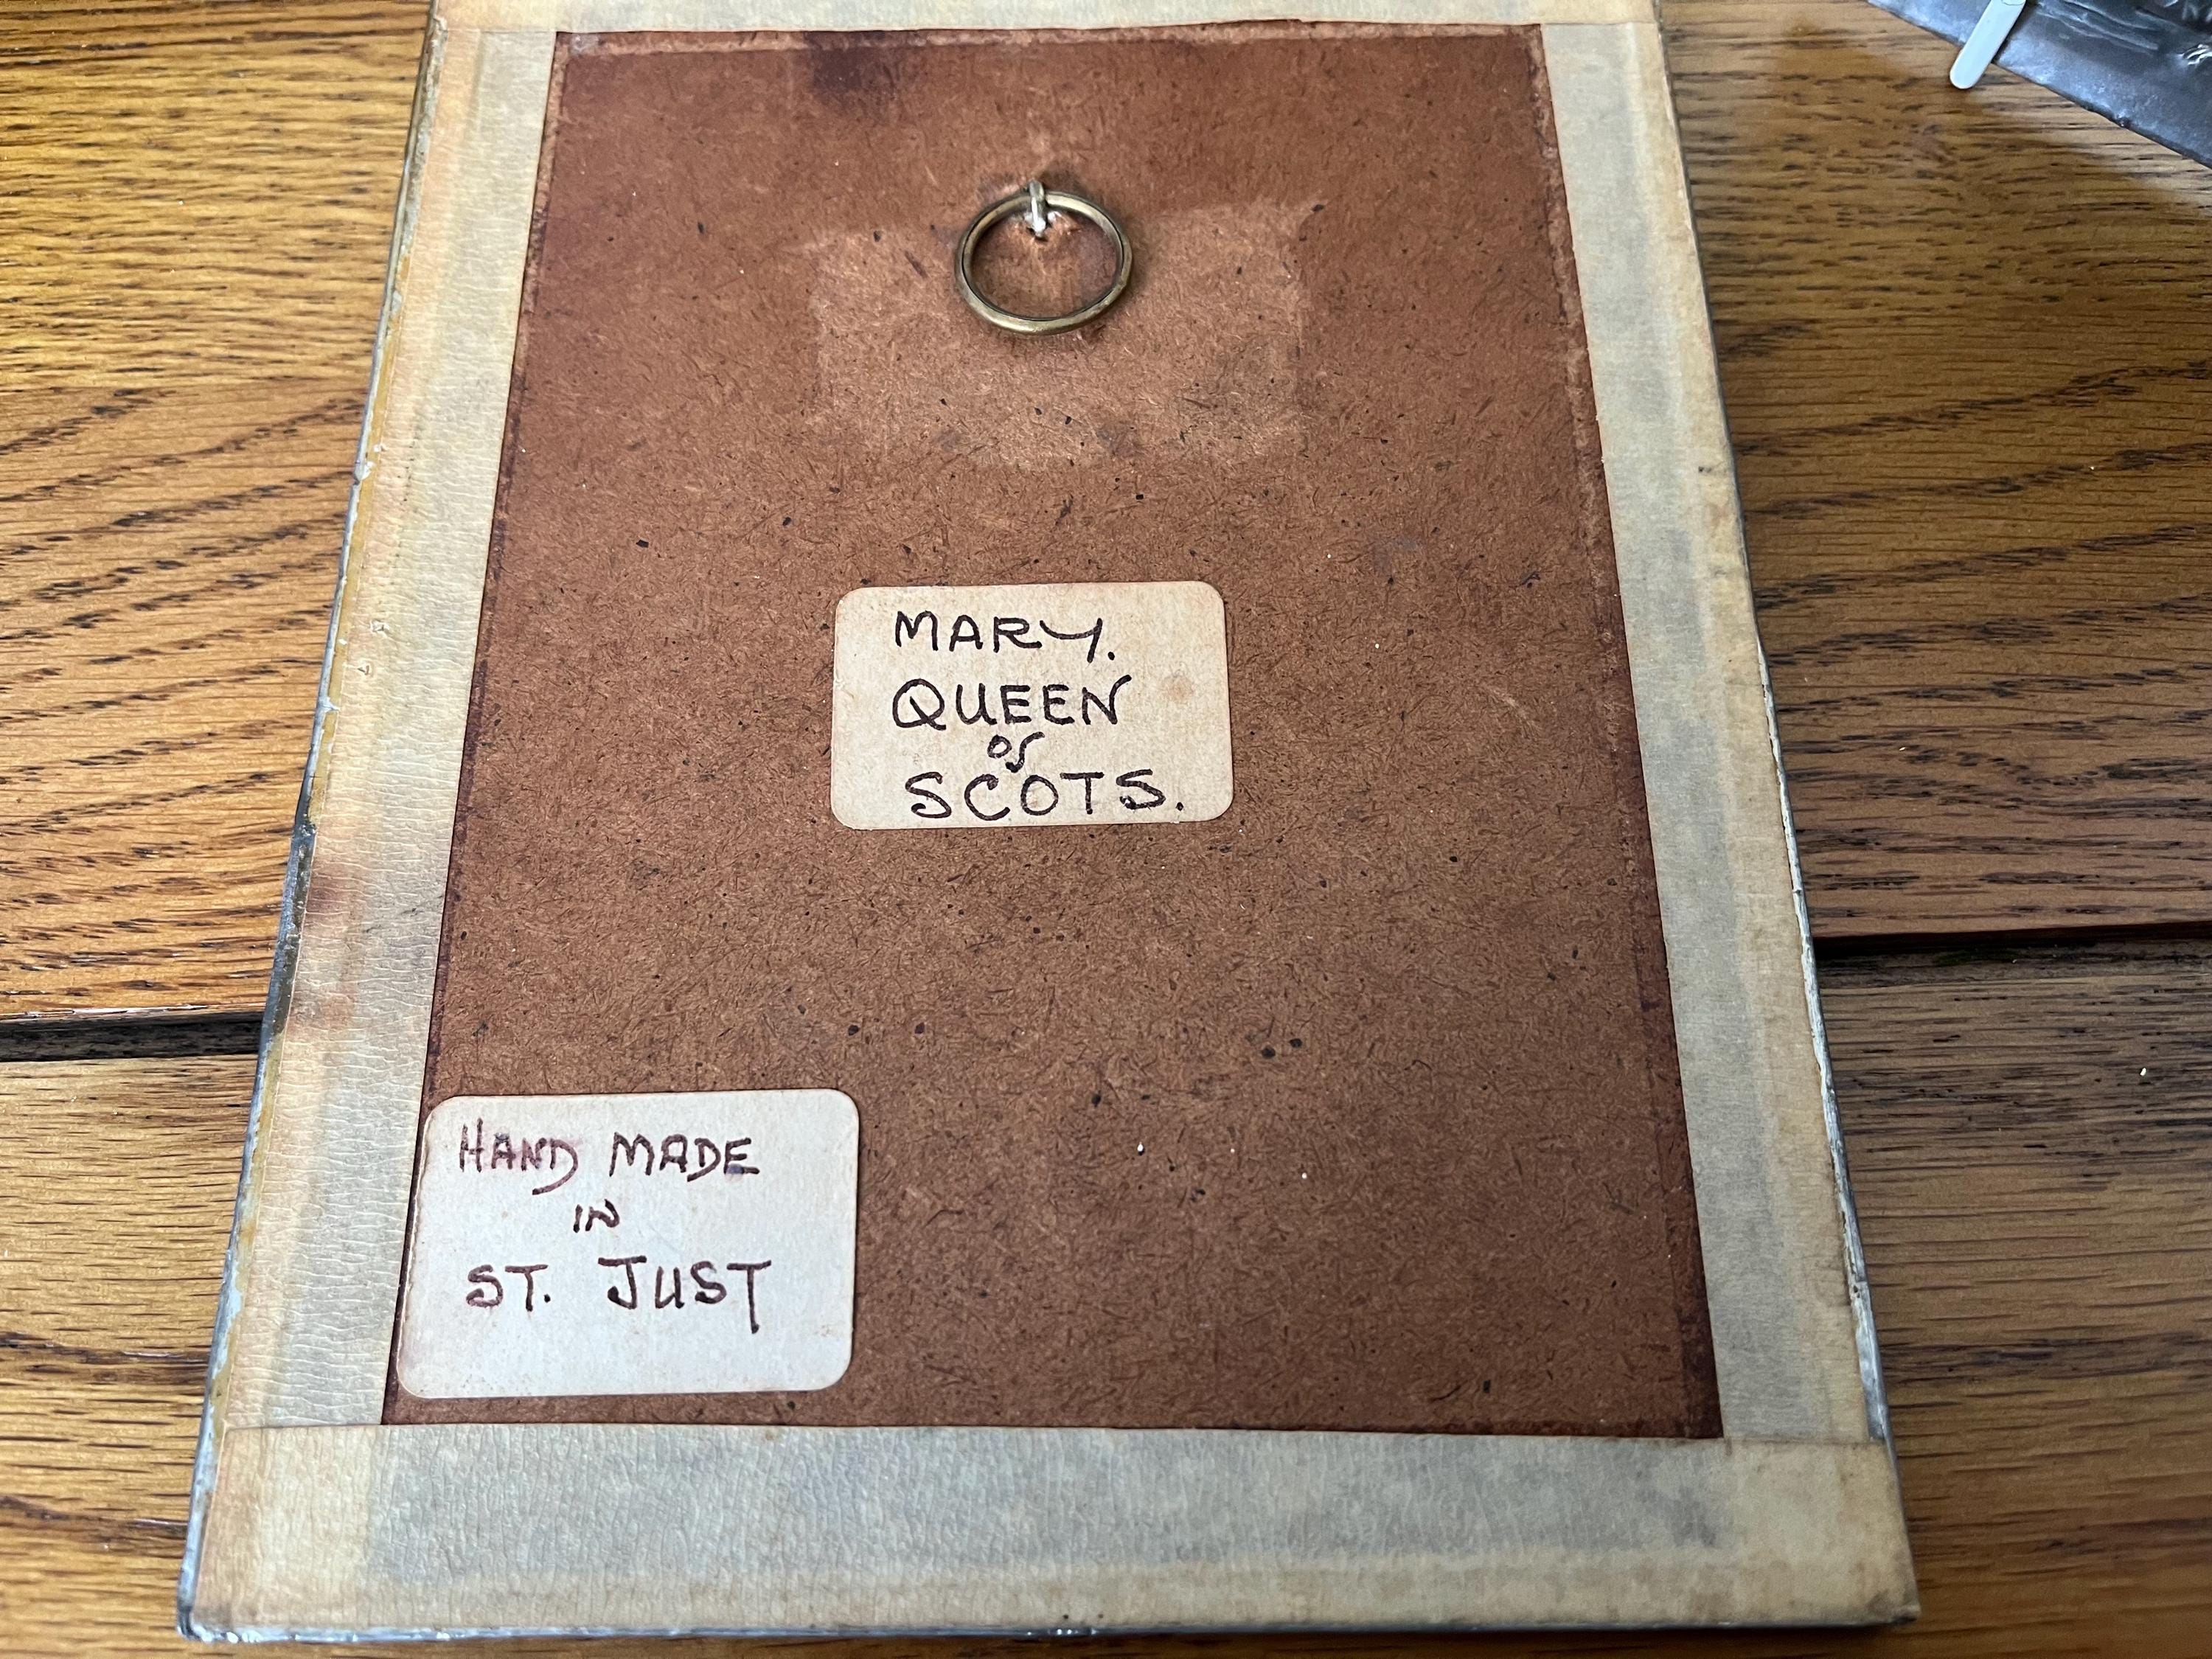 MARY.
QUEEN
of
SCOTS.
HAND MADE
IN
ST. JUST